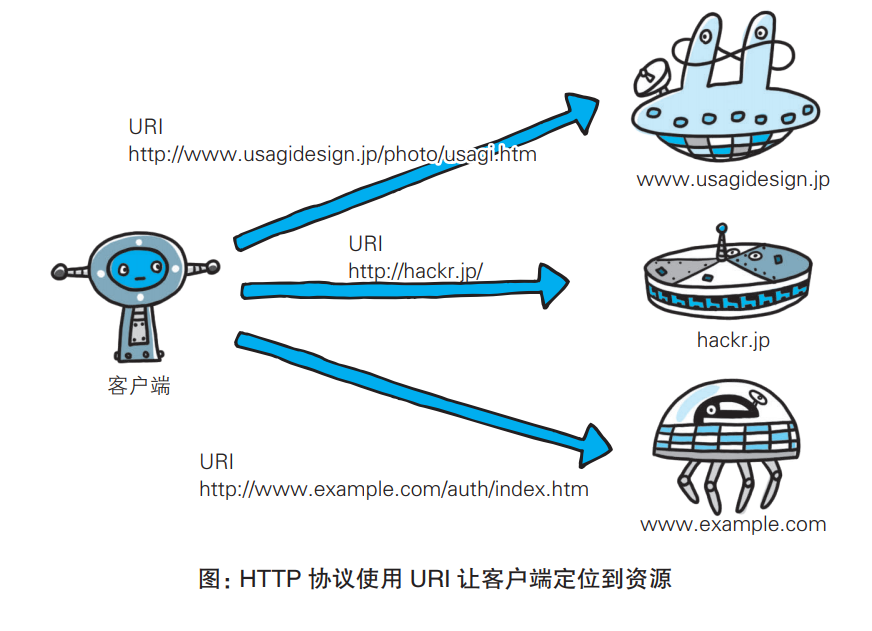 URI
http://www.usagidesign.jp/photo/usagi.htm
www.usagidesign.jp
URI
http://hackr.jp/
hackr.jp
客户端
URI
http://www.example.com/auth/index.htm
www.example.com
图：HTTP 协议使用 URI 让客户端定位到资源